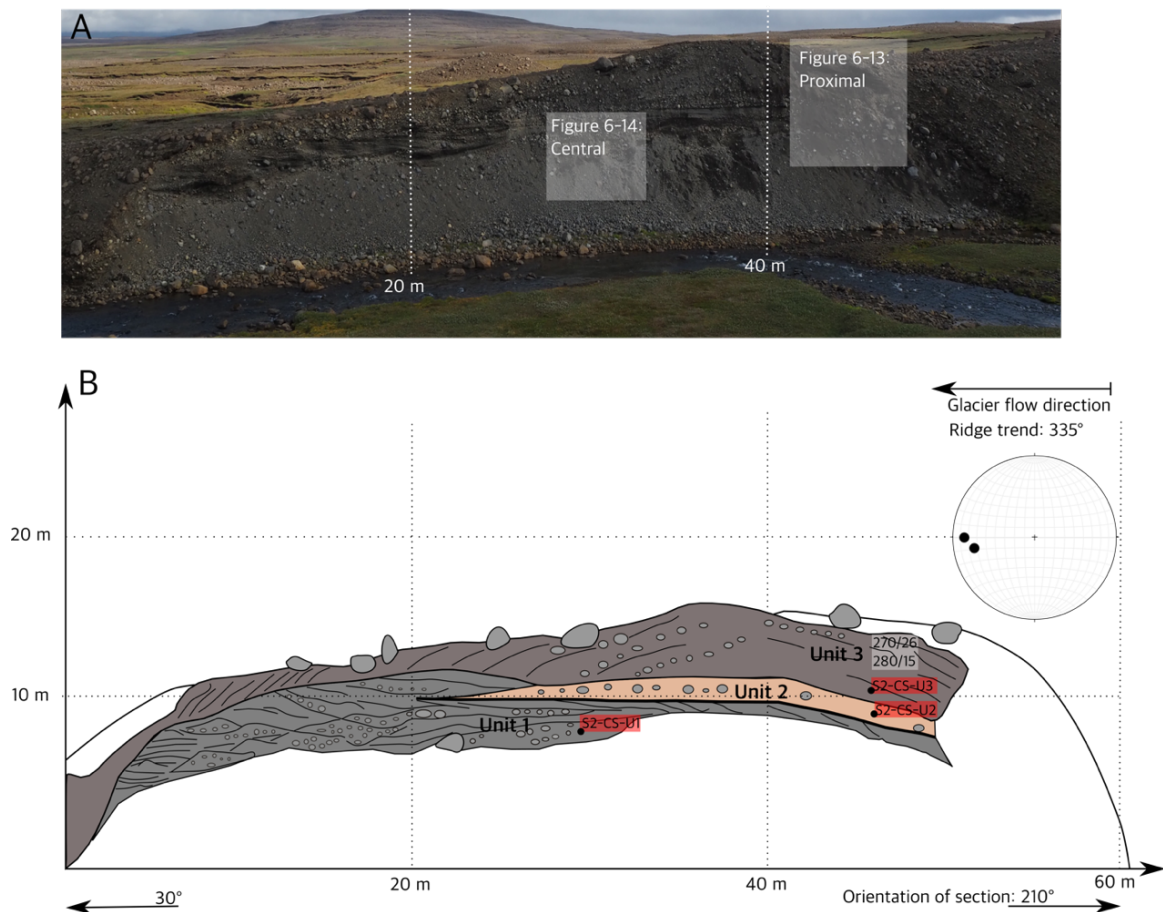 A
Figure 6-13:
Proximal
Figure 6-14:
Central
20 m
40 m
B
Glacier flow direction
Ridge trend: 335°
20 m
Unit 3
270/26
280/15
S2-CS-U3
10 m
Unit 2
S2-CS-U2
Unit 1
S2-CS-U1
20 m
40 m
60 m
30°
Orientation of section: 210°